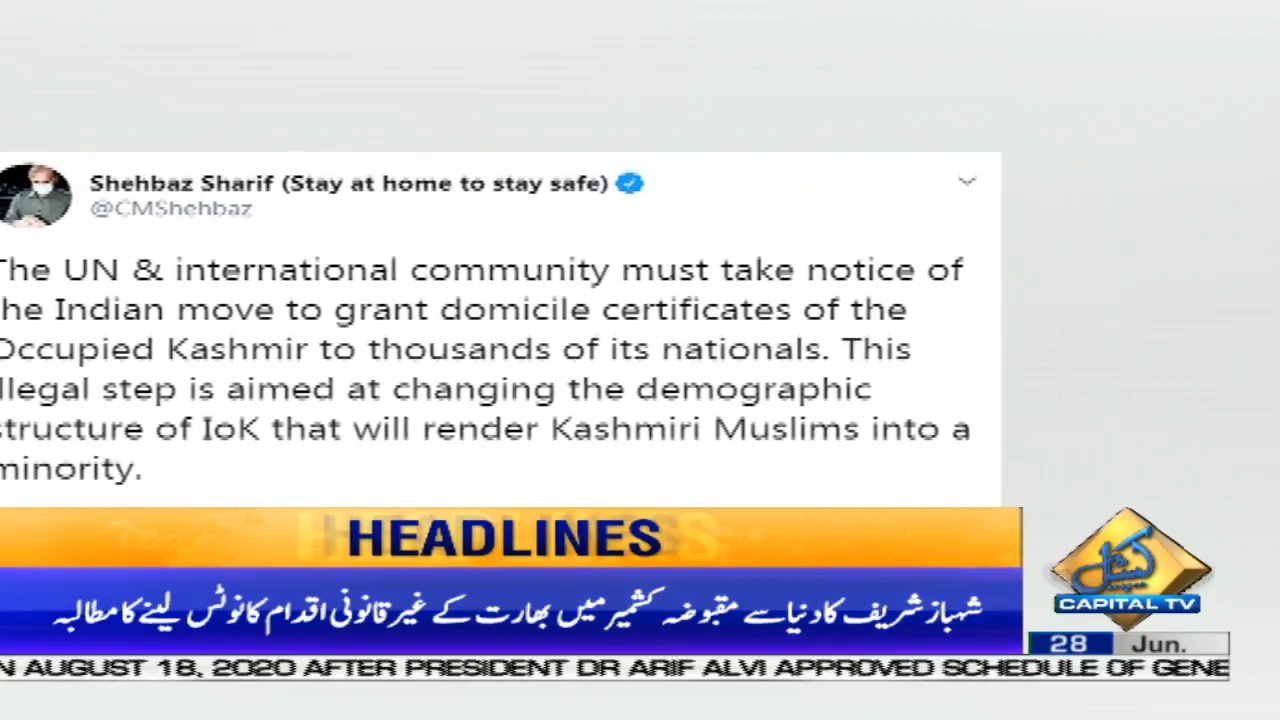 Shehbaz Sharif (Stay at home to stay safe)
@CMShehbaz
The UN & international community must take notice of
the Indian move to grant domicile certificates of the
Occupied Kashmir to thousands of its nationals. This
illegal step is aimed at changing the demographic
structure of IoK that will render Kashmiri Muslims into a
minority.
HEADLINES
شہباز شریف کا دنیا سے مقبوضہ کشمیر میں بھارت کے غیر قانونی اقدام کا نوٹس لینے کا مطالبہ
کیپیٹل
CAPITAL TV
28 Jun.
N AUGUST 18, 2020 AFTER PRESIDENT DR ARIF ALVI APPROVED SCHEDULE OF GENE